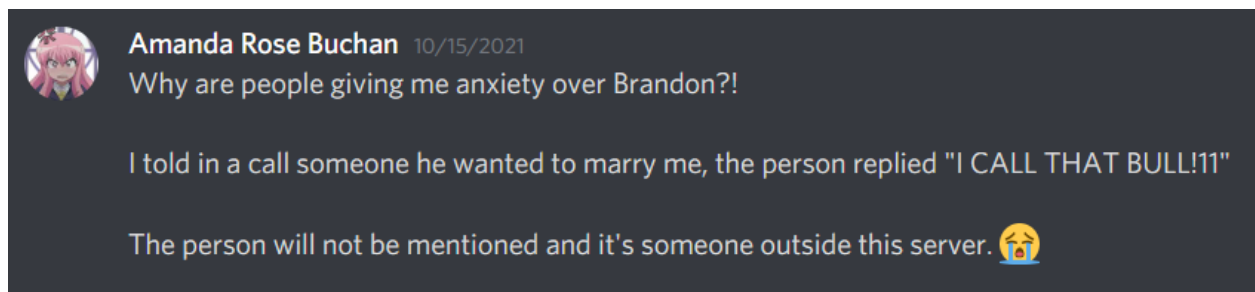 Amanda Rose Buchan 10/15/2021
Why are people giving me anxiety over Brandon?!
I told in a call someone he wanted to marry me, the person replied "I CALL THAT BULL!11"
The person will not be mentioned and it's someone outside this server. 😭